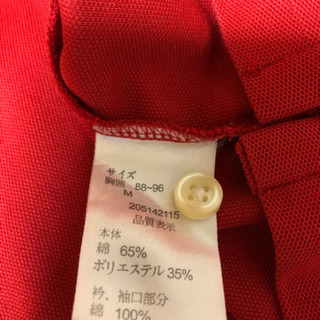 サイズ
胸囲 88~96
M
205142115
品質表示
本体
綿 65%
ポリエステル 35%
衿、袖口部分
綿 100%